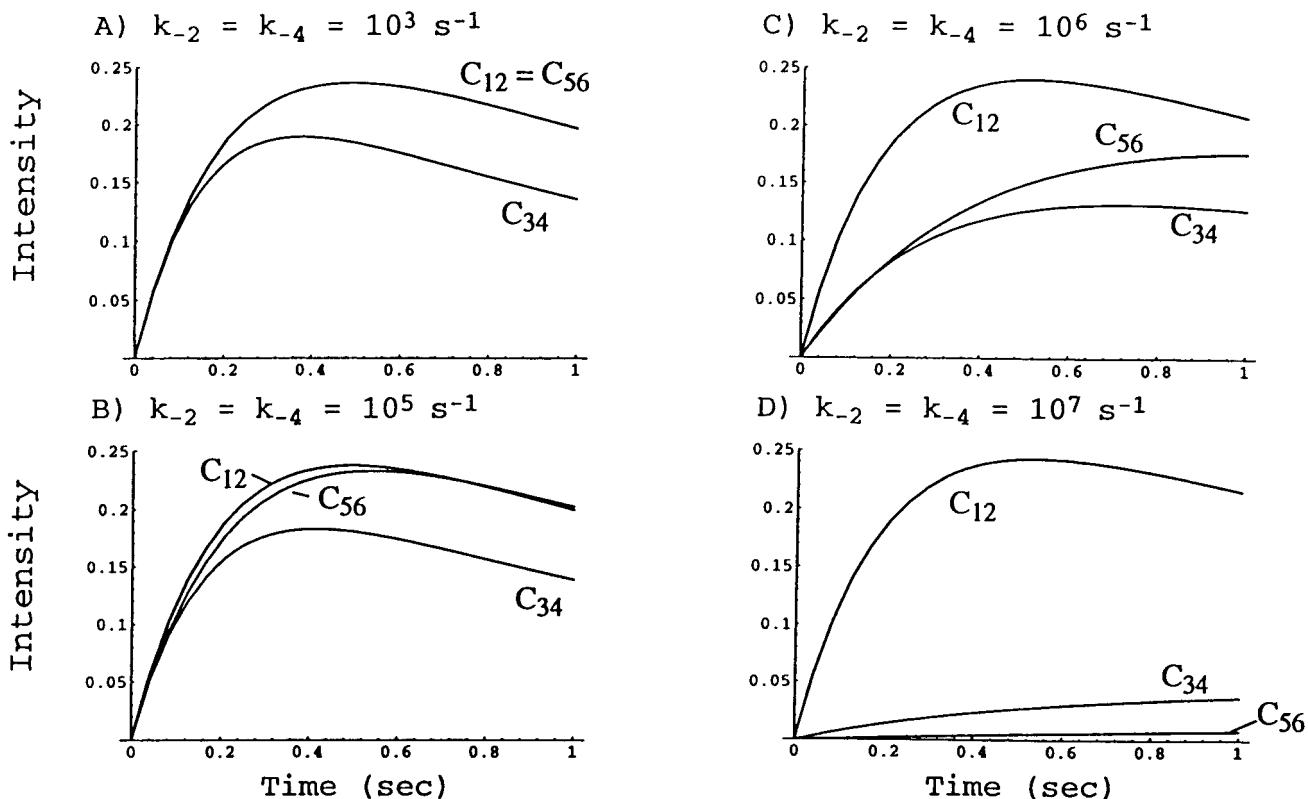 A) k₋₂ = k₋₄ = 10³ s⁻¹
Intensity
0.25
0.2
0.15
0.1
0.05
0
0.2
0.4
0.6
0.8
1
C₁₂ = C₅₆
C₃₄
B) k₋₂ = k₋₄ = 10⁵ s⁻¹
Intensity
0.25
0.2
0.15
0.1
0.05
0
0.2
0.4
0.6
0.8
1
C₁₂
C₅₆
C₃₄
Time (sec)
C) k₋₂ = k₋₄ = 10⁶ s⁻¹
0.25
0.2
0.15
0.1
0.05
0
0.2
0.4
0.6
0.8
1
C₁₂
C₅₆
C₃₄
D) k₋₂ = k₋₄ = 10⁷ s⁻¹
0.25
0.2
0.15
0.1
0.05
0
0.2
0.4
0.6
0.8
1
C₁₂
C₃₄
C₅₆
Time (sec)